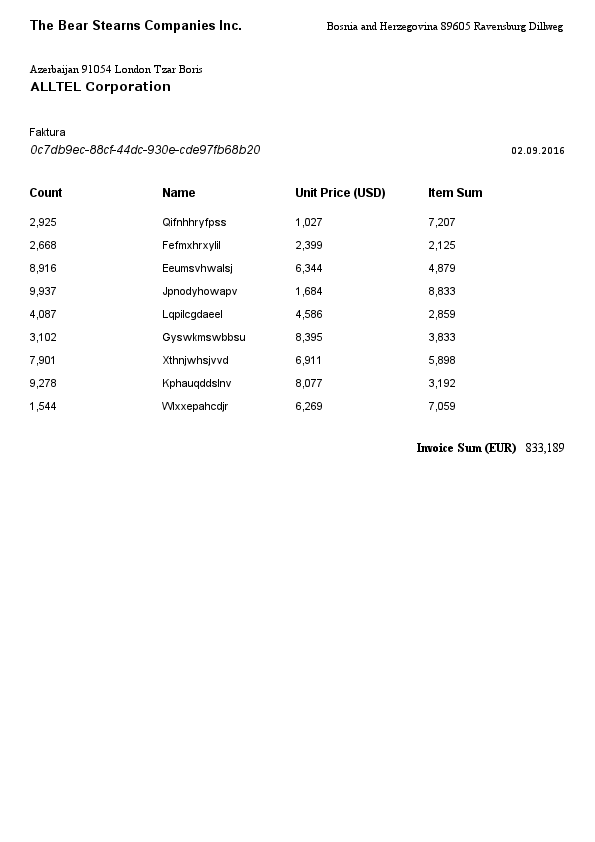 The Bear Stearns Companies Inc. Bosnia and Herzegovina 89605 Ravensburg Dillweg
Azerbaijan 91054 London Tzar Boris
ALLTEL Corporation
Faktura
0c7db9ec-88cf-44dc-930e-cde97fb68b20 02.09.2016
Count Name Unit Price (USD) Item Sum
2,925 Qifnhhryfpss 1,027 7,207
2,668 Fefmxhrxylil 2,399 2,125
8,916 Eeumsvhwalsj 6,344 4,879
9,937 Jpnodyhowapv 1,684 8,833
4,087 Lqpilcgdaeel 4,586 2,859
3,102 Gyswkmswbbsu 8,395 3,833
7,901 Xthnjwhsjvvd 6,911 5,898
9,278 Kphauqddslnv 8,077 3,192
1,544 Wlxxepahcdjr 6,269 7,059
Invoice Sum (EUR) 833,189